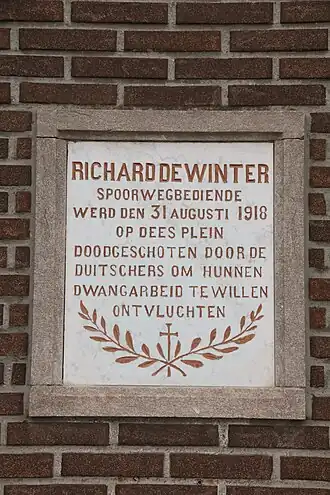 RICHARD DE WINTER
SPOORWEGBEDIENDE
WERD DEN 31 AUGUSTI 1918
OP DEES PLEIN
DOODGESCHOTEN DOOR DE
DUITSCHERS OM HUNNEN
DWANGARBEID TE WILLEN
ONTVLUCHTEN